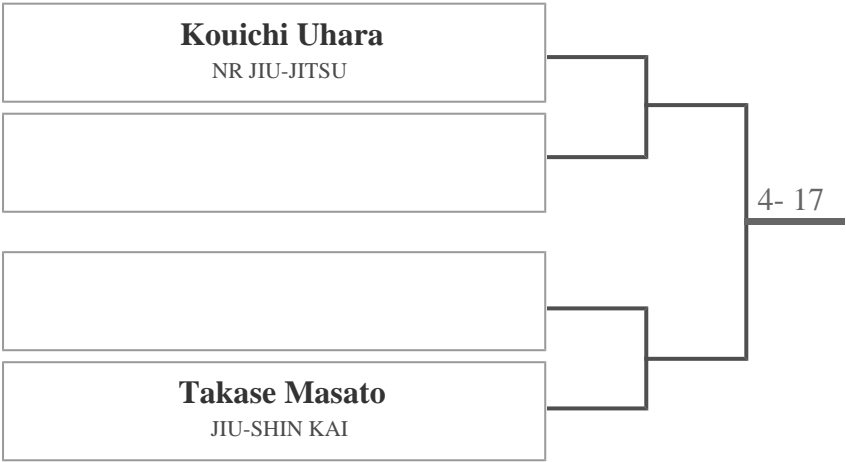 Kouichi Uhara
NR JIU-JITSU
4- 17
Takase Masato
JIU-SHIN KAI